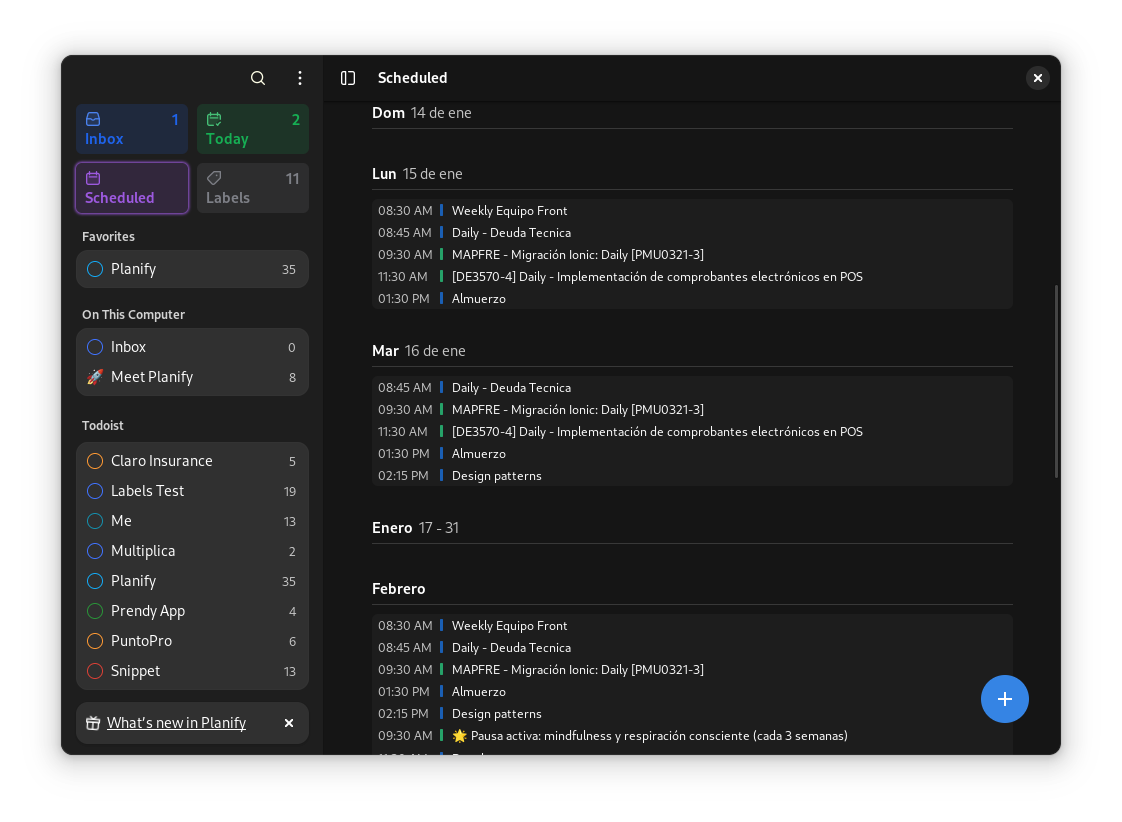 Inbox 1
Today 2
Scheduled
Labels 11
Favorites
Planify 35
On This Computer
Inbox 0
🚀 Meet Planify 8
Todoist
Claro Insurance 5
Labels Test 19
Me 13
Multiplica 2
Planify 35
Prendy App 4
PuntoPro 6
Snippet 13
What's new in Planify
Scheduled
Dom 14 de ene
Lun 15 de ene
08:30 AM Weekly Equipo Front
08:45 AM Daily - Deuda Tecnica
09:30 AM MAPFRE - Migración Ionic: Daily [PMU0321-3]
11:30 AM [DE3570-4] Daily - Implementación de comprobantes electrónicos en POS
01:30 PM Almuerzo
Mar 16 de ene
08:45 AM Daily - Deuda Tecnica
09:30 AM MAPFRE - Migración Ionic: Daily [PMU0321-3]
11:30 AM [DE3570-4] Daily - Implementación de comprobantes electrónicos en POS
01:30 PM Almuerzo
02:15 PM Design patterns
Enero 17 - 31
Febrero
08:30 AM Weekly Equipo Front
08:45 AM Daily - Deuda Tecnica
09:30 AM MAPFRE - Migración Ionic: Daily [PMU0321-3]
01:30 PM Almuerzo
02:15 PM Design patterns
09:30 AM 🌟 Pausa activa: mindfulness y respiración consciente (cada 3 semanas)